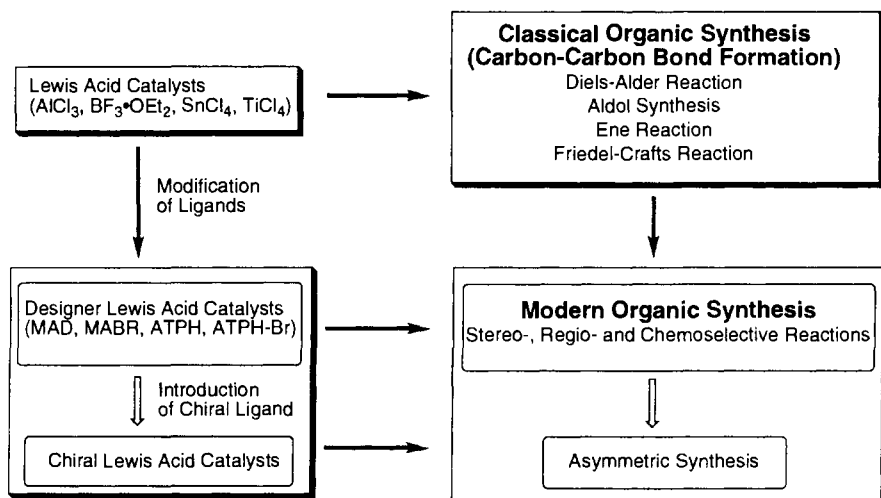 Lewis Acid Catalysts
(AlCl₃, BF₃•OEt₂, SnCl₄, TiCl₄)
Classical Organic Synthesis
(Carbon-Carbon Bond Formation)
Diels-Alder Reaction
Aldol Synthesis
Ene Reaction
Friedel-Crafts Reaction
Modification
of Ligands
Designer Lewis Acid Catalysts
(MAD, MABR, ATPH, ATPH-Br)
Modern Organic Synthesis
Stereo-, Regio- and Chemoselective Reactions
Introduction
of Chiral Ligand
Chiral Lewis Acid Catalysts
Asymmetric Synthesis